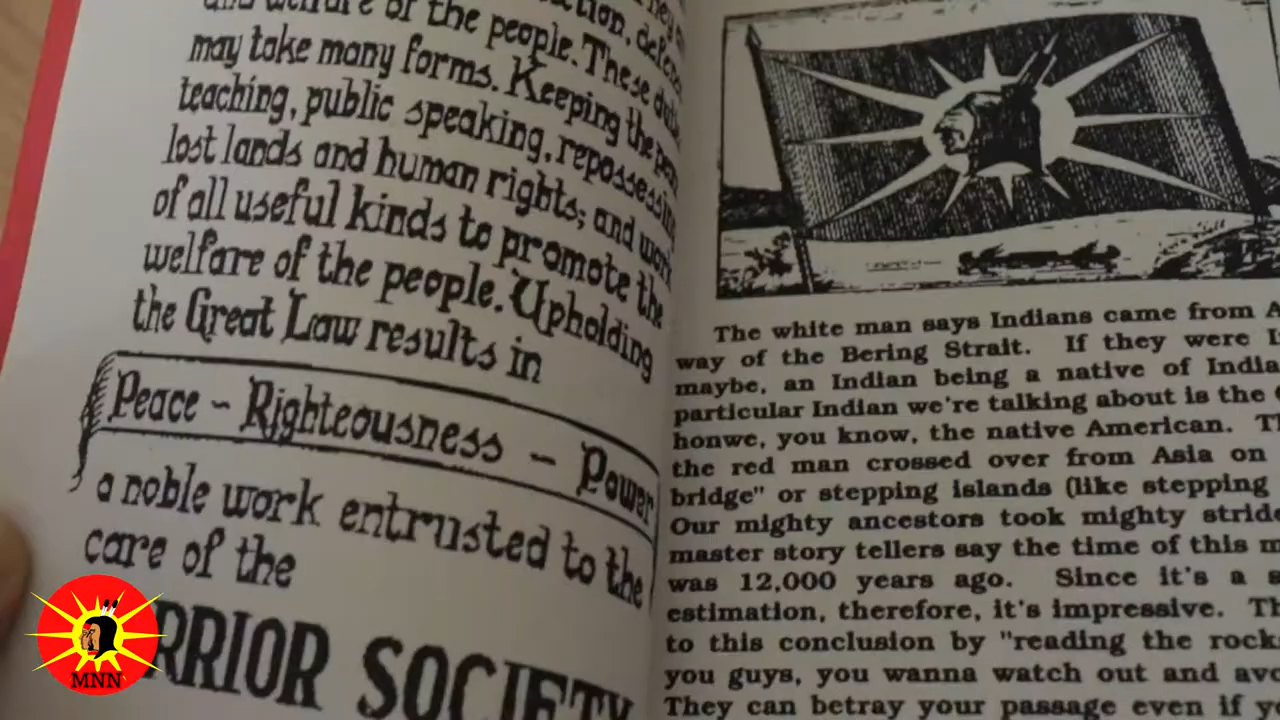 and welfare of the people. These
may take many forms. Keeping the
teaching, public speaking, repossessing
lost lands and human rights; and work
of all useful kinds to promote the
welfare of the people. Upholding
the Great Law results in
Peace ~ Righteousness ~ Power
a noble work entrusted to the
care of the
RRIOR SOCIETY
The white man says Indians came from A
way of the Bering Strait. If they were I
maybe, an Indian being a native of India
particular Indian we're talking about is the
honwe, you know, the native American. T
the red man crossed over from Asia on
bridge" or stepping islands (like stepping
Our mighty ancestors took mighty stride
master story tellers say the time of this m
was 12,000 years ago. Since it's a s
estimation, therefore, it's impressive. Th
to this conclusion by "reading the rock
you guys, you wanna watch out and avo
They can betray your passage even if y
MNN